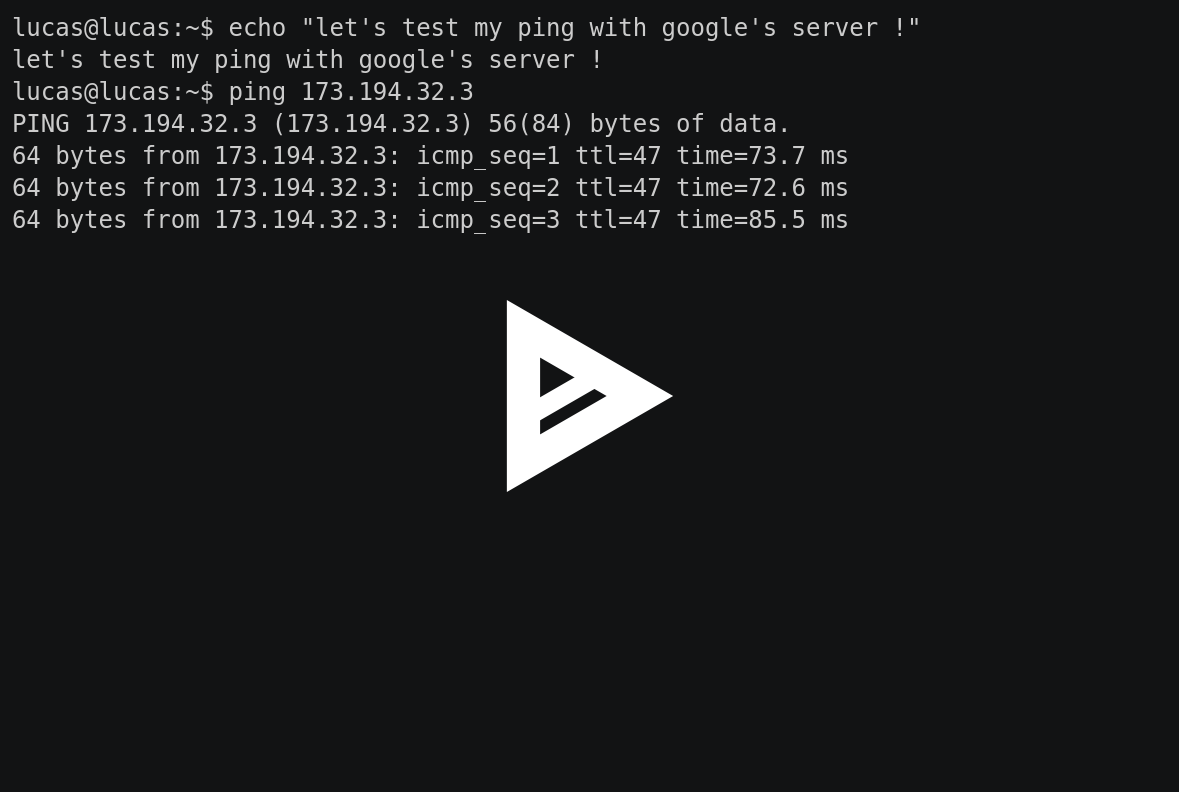 lucas@lucas:~$ echo "let's test my ping with google's server !"
let's test my ping with google's server !
lucas@lucas:~$ ping 173.194.32.3
PING 173.194.32.3 (173.194.32.3) 56(84) bytes of data.
64 bytes from 173.194.32.3: icmp_seq=1 ttl=47 time=73.7 ms
64 bytes from 173.194.32.3: icmp_seq=2 ttl=47 time=72.6 ms
64 bytes from 173.194.32.3: icmp_seq=3 ttl=47 time=85.5 ms